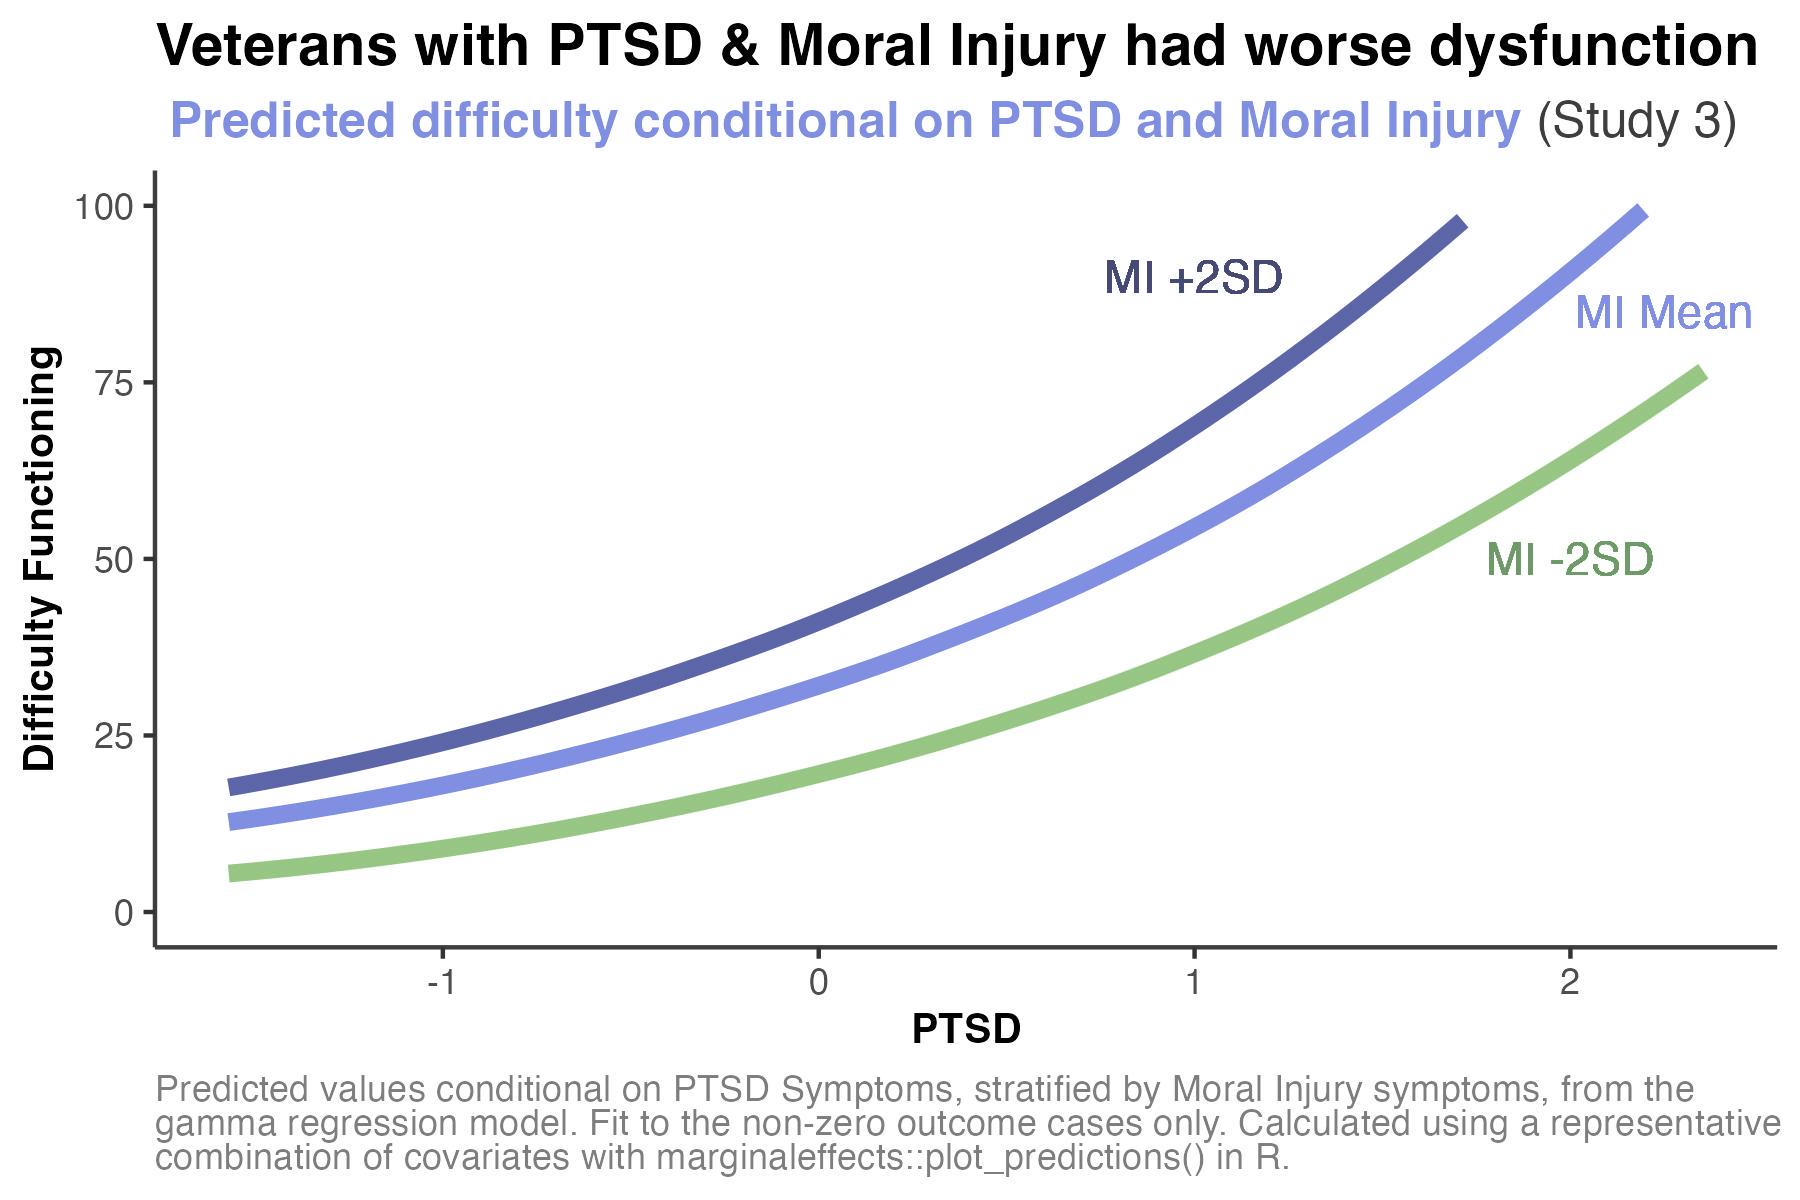 Veterans with PTSD & Moral Injury had worse dysfunction
Predicted difficulty conditional on PTSD and Moral Injury (Study 3)
100
75
50
25
0
Difficulty Functioning
MI +2SD
MI Mean
MI -2SD
-1
0
1
2
PTSD
Predicted values conditional on PTSD Symptoms, stratified by Moral Injury symptoms, from the
gamma regression model. Fit to the non-zero outcome cases only. Calculated using a representative
combination of covariates with marginaleffects::plot_predictions() in R.